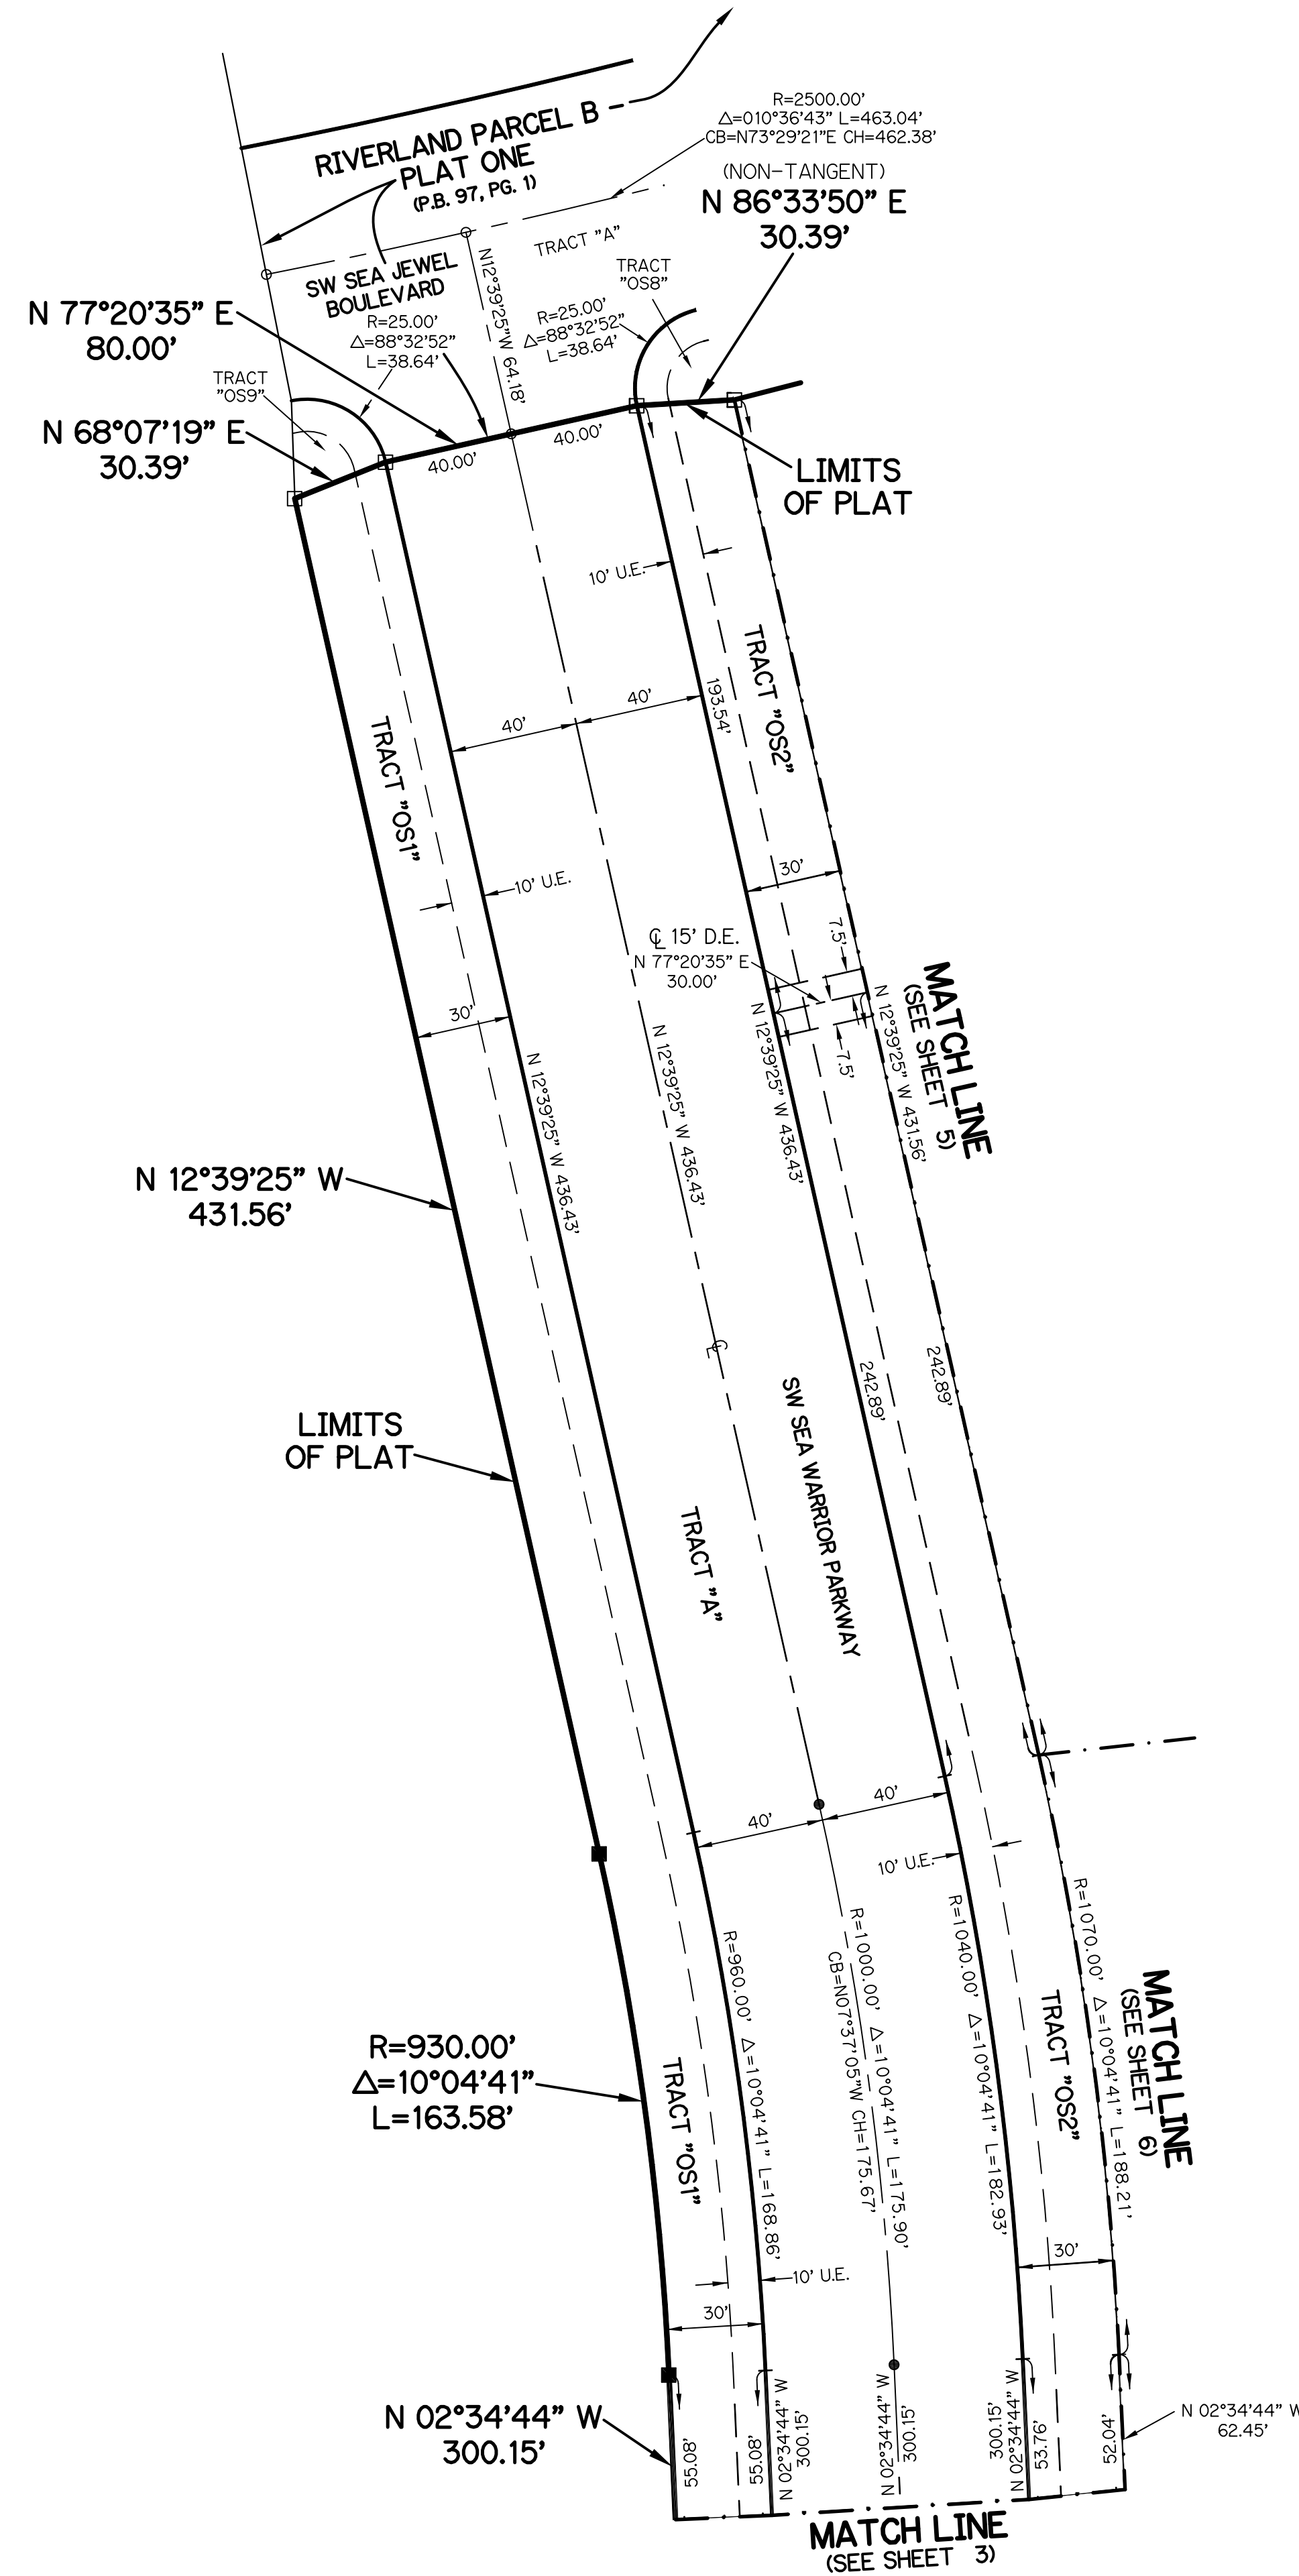 R=2500.00'
△=010°36'43" L=463.04'
CB=N73°29'21"E CH=462.38'
(NON-TANGENT)
RIVERLAND PARCEL B
PLAT ONE
(P.B. 97, PG. 1)
N 86°33'50" E
30.39'
TRACT "A"
TRACT
"OS8"
SW SEA JEWEL
BOULEVARD
N12°39'25"W 64.18'
N 77°20'35" E
80.00'
R=25.00'
△=88°32'52"
L=38.64'
R=25.00'
△=88°32'52"
L=38.64'
TRACT
"OS9"
N 68°07'19" E
30.39'
40.00'
40.00'
LIMITS
OF PLAT
10' U.E.
TRACT "OS2"
193.54'
40'
40'
TRACT "OS1"
30'
10' U.E.
℄ 15' D.E.
N 77°20'35" E
30.00'
7.5'
7.5'
30'
MATCH LINE
(SEE SHEET 5)
N 12°39'25" W 436.43'
N 12°39'25" W 436.43'
N 12°39'25" W 436.43'
N 12°39'25" W 431.56'
N 12°39'25" W
431.56'
℄
242.89'
242.89'
LIMITS
OF PLAT
SW SEA WARRIOR PARKWAY
TRACT "A"
40'
40'
10' U.E.
R=960.00' △=10°04'41" L=168.86'
R=1000.00' △=10°04'41" L=175.90'
CB=N07°37'05"W CH=175.67'
R=1040.00' △=10°04'41" L=182.93'
R=1070.00' △=10°04'41" L=188.21'
TRACT "OS2"
MATCH LINE
(SEE SHEET 6)
R=930.00'
△=10°04'41"
L=163.58'
TRACT "OS1"
30'
10' U.E.
30'
N 02°34'44" W
300.15'
55.08'
55.08'
N 02°34'44" W
300.15'
N 02°34'44" W
300.15'
300.15'
N 02°34'44" W
53.76'
52.04'
N 02°34'44" W
62.45'
MATCH LINE
(SEE SHEET 3)